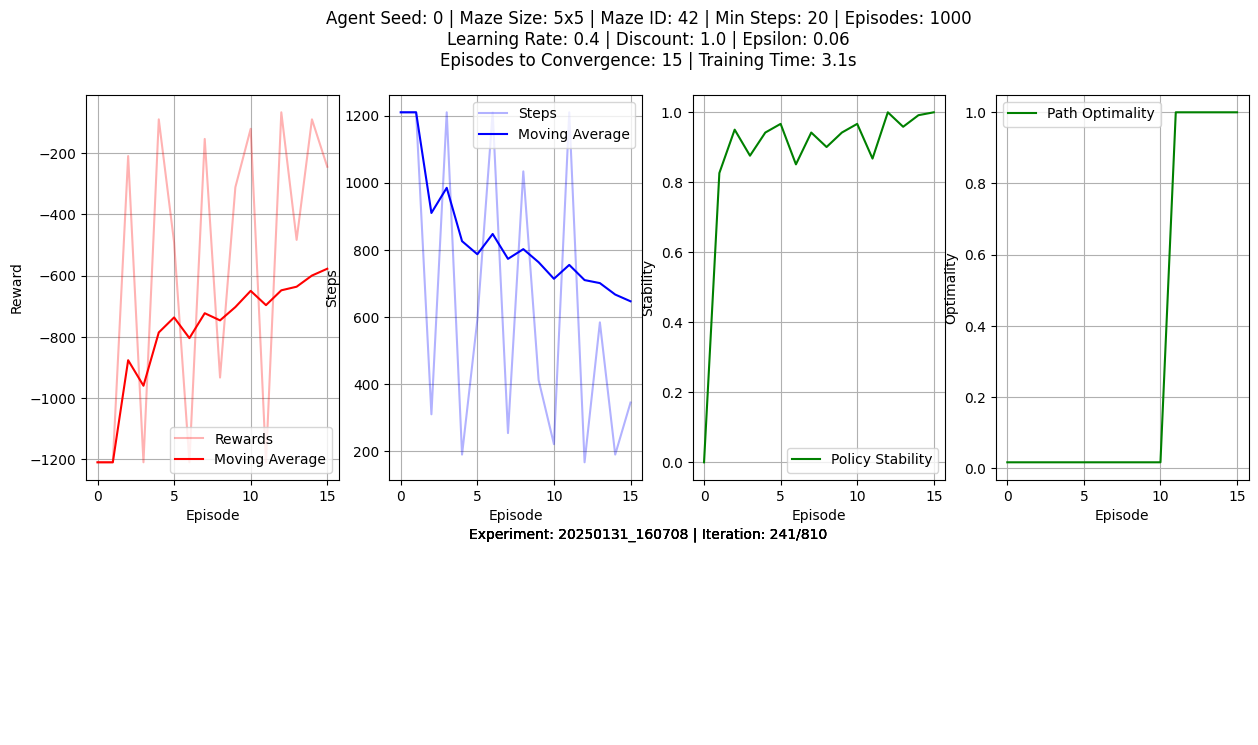 Agent Seed: 0 | Maze Size: 5x5 | Maze ID: 42 | Min Steps: 20 | Episodes: 1000
Learning Rate: 0.4 | Discount: 1.0 | Epsilon: 0.06
Episodes to Convergence: 15 | Training Time: 3.1s
Reward
−200
−400
−600
−800
−1000
−1200
0 5 10 15
Episode
Rewards
Moving Average
Steps
1200
1000
800
600
400
200
0 5 10 15
Episode
Steps
Moving Average
Stability
1.0
0.8
0.6
0.4
0.2
0.0
0 5 10 15
Episode
Policy Stability
Optimality
1.0
0.8
0.6
0.4
0.2
0.0
0 5 10 15
Episode
Path Optimality
Experiment: 20250131_160708 | Iteration: 241/810